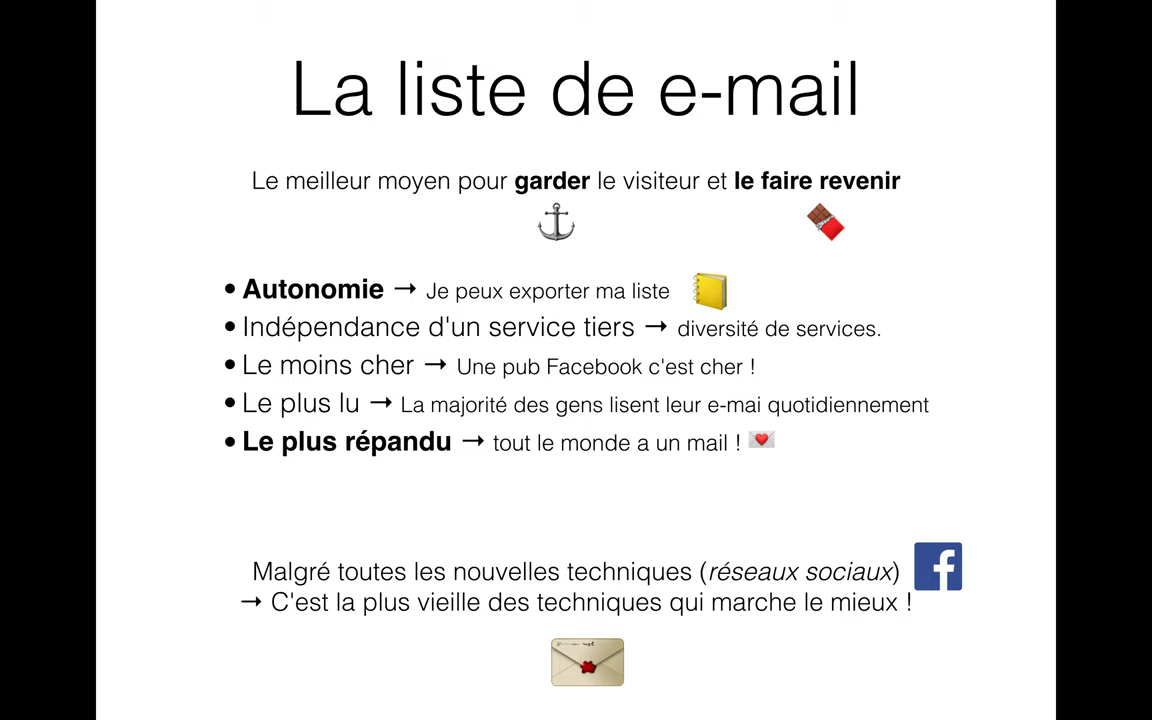 La liste de e-mail
Le meilleur moyen pour garder le visiteur et le faire revenir
• Autonomie → Je peux exporter ma liste
• Indépendance d'un service tiers → diversité de services.
• Le moins cher → Une pub Facebook c'est cher !
• Le plus lu → La majorité des gens lisent leur e-mai quotidiennement
• Le plus répandu → tout le monde a un mail !
Malgré toutes les nouvelles techniques (réseaux sociaux)
→ C'est la plus vieille des techniques qui marche le mieux !